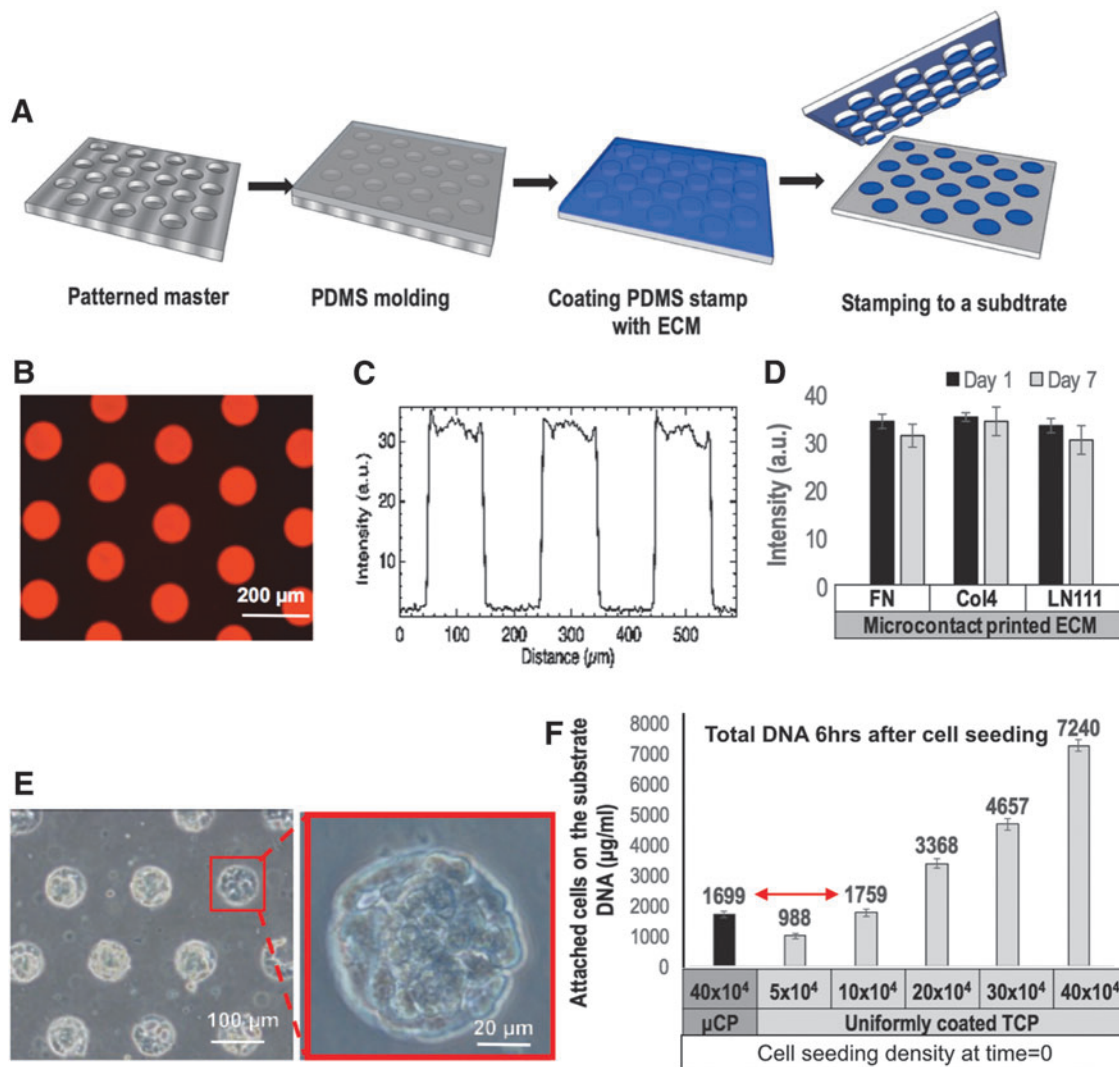 A
Patterned master
PDMS molding
Coating PDMS stamp
with ECM
Stamping to a subdtrate
B
200 µm
C
Intensity (a.u.)
30
20
10
0
100
200
300
400
500
Distance (µm)
D
Day 1
Day 7
Intensity (a.u.)
40
30
20
10
0
FN
Col4
LN111
Microcontact printed ECM
E
100 µm
20 µm
F
Total DNA 6hrs after cell seeding
Attached cells on the substrate
DNA (µg/ml)
8000
7000
6000
5000
4000
3000
2000
1000
0
1699
988
1759
3368
4657
7240
40x10⁴
5x10⁴
10x10⁴
20x10⁴
30x10⁴
40x10⁴
µCP
Uniformly coated TCP
Cell seeding density at time=0